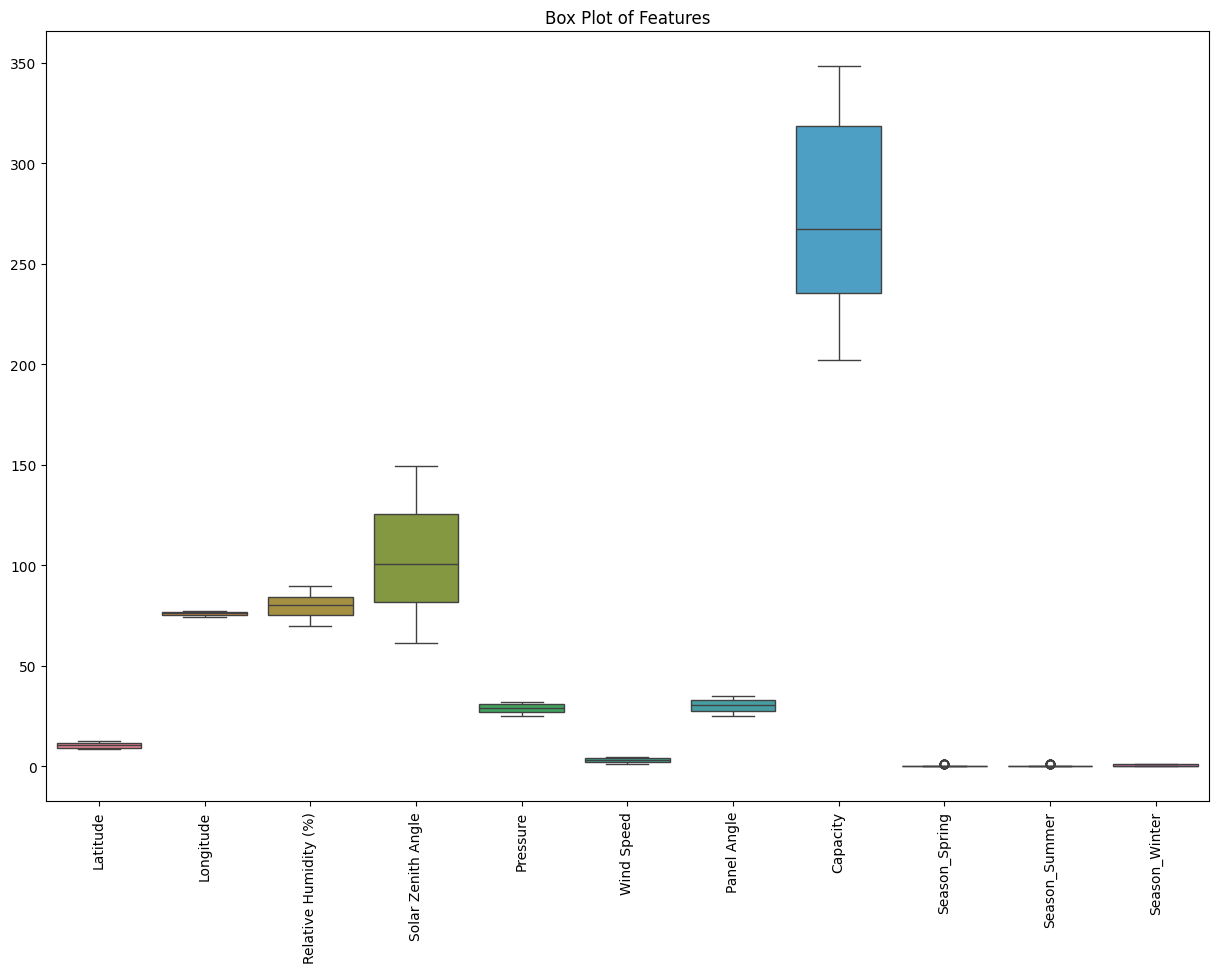 Box Plot of Features
350
300
250
200
150
100
50
0
Latitude
Longitude
Relative Humidity (%)
Solar Zenith Angle
Pressure
Wind Speed
Panel Angle
Capacity
Season_Spring
Season_Summer
Season_Winter